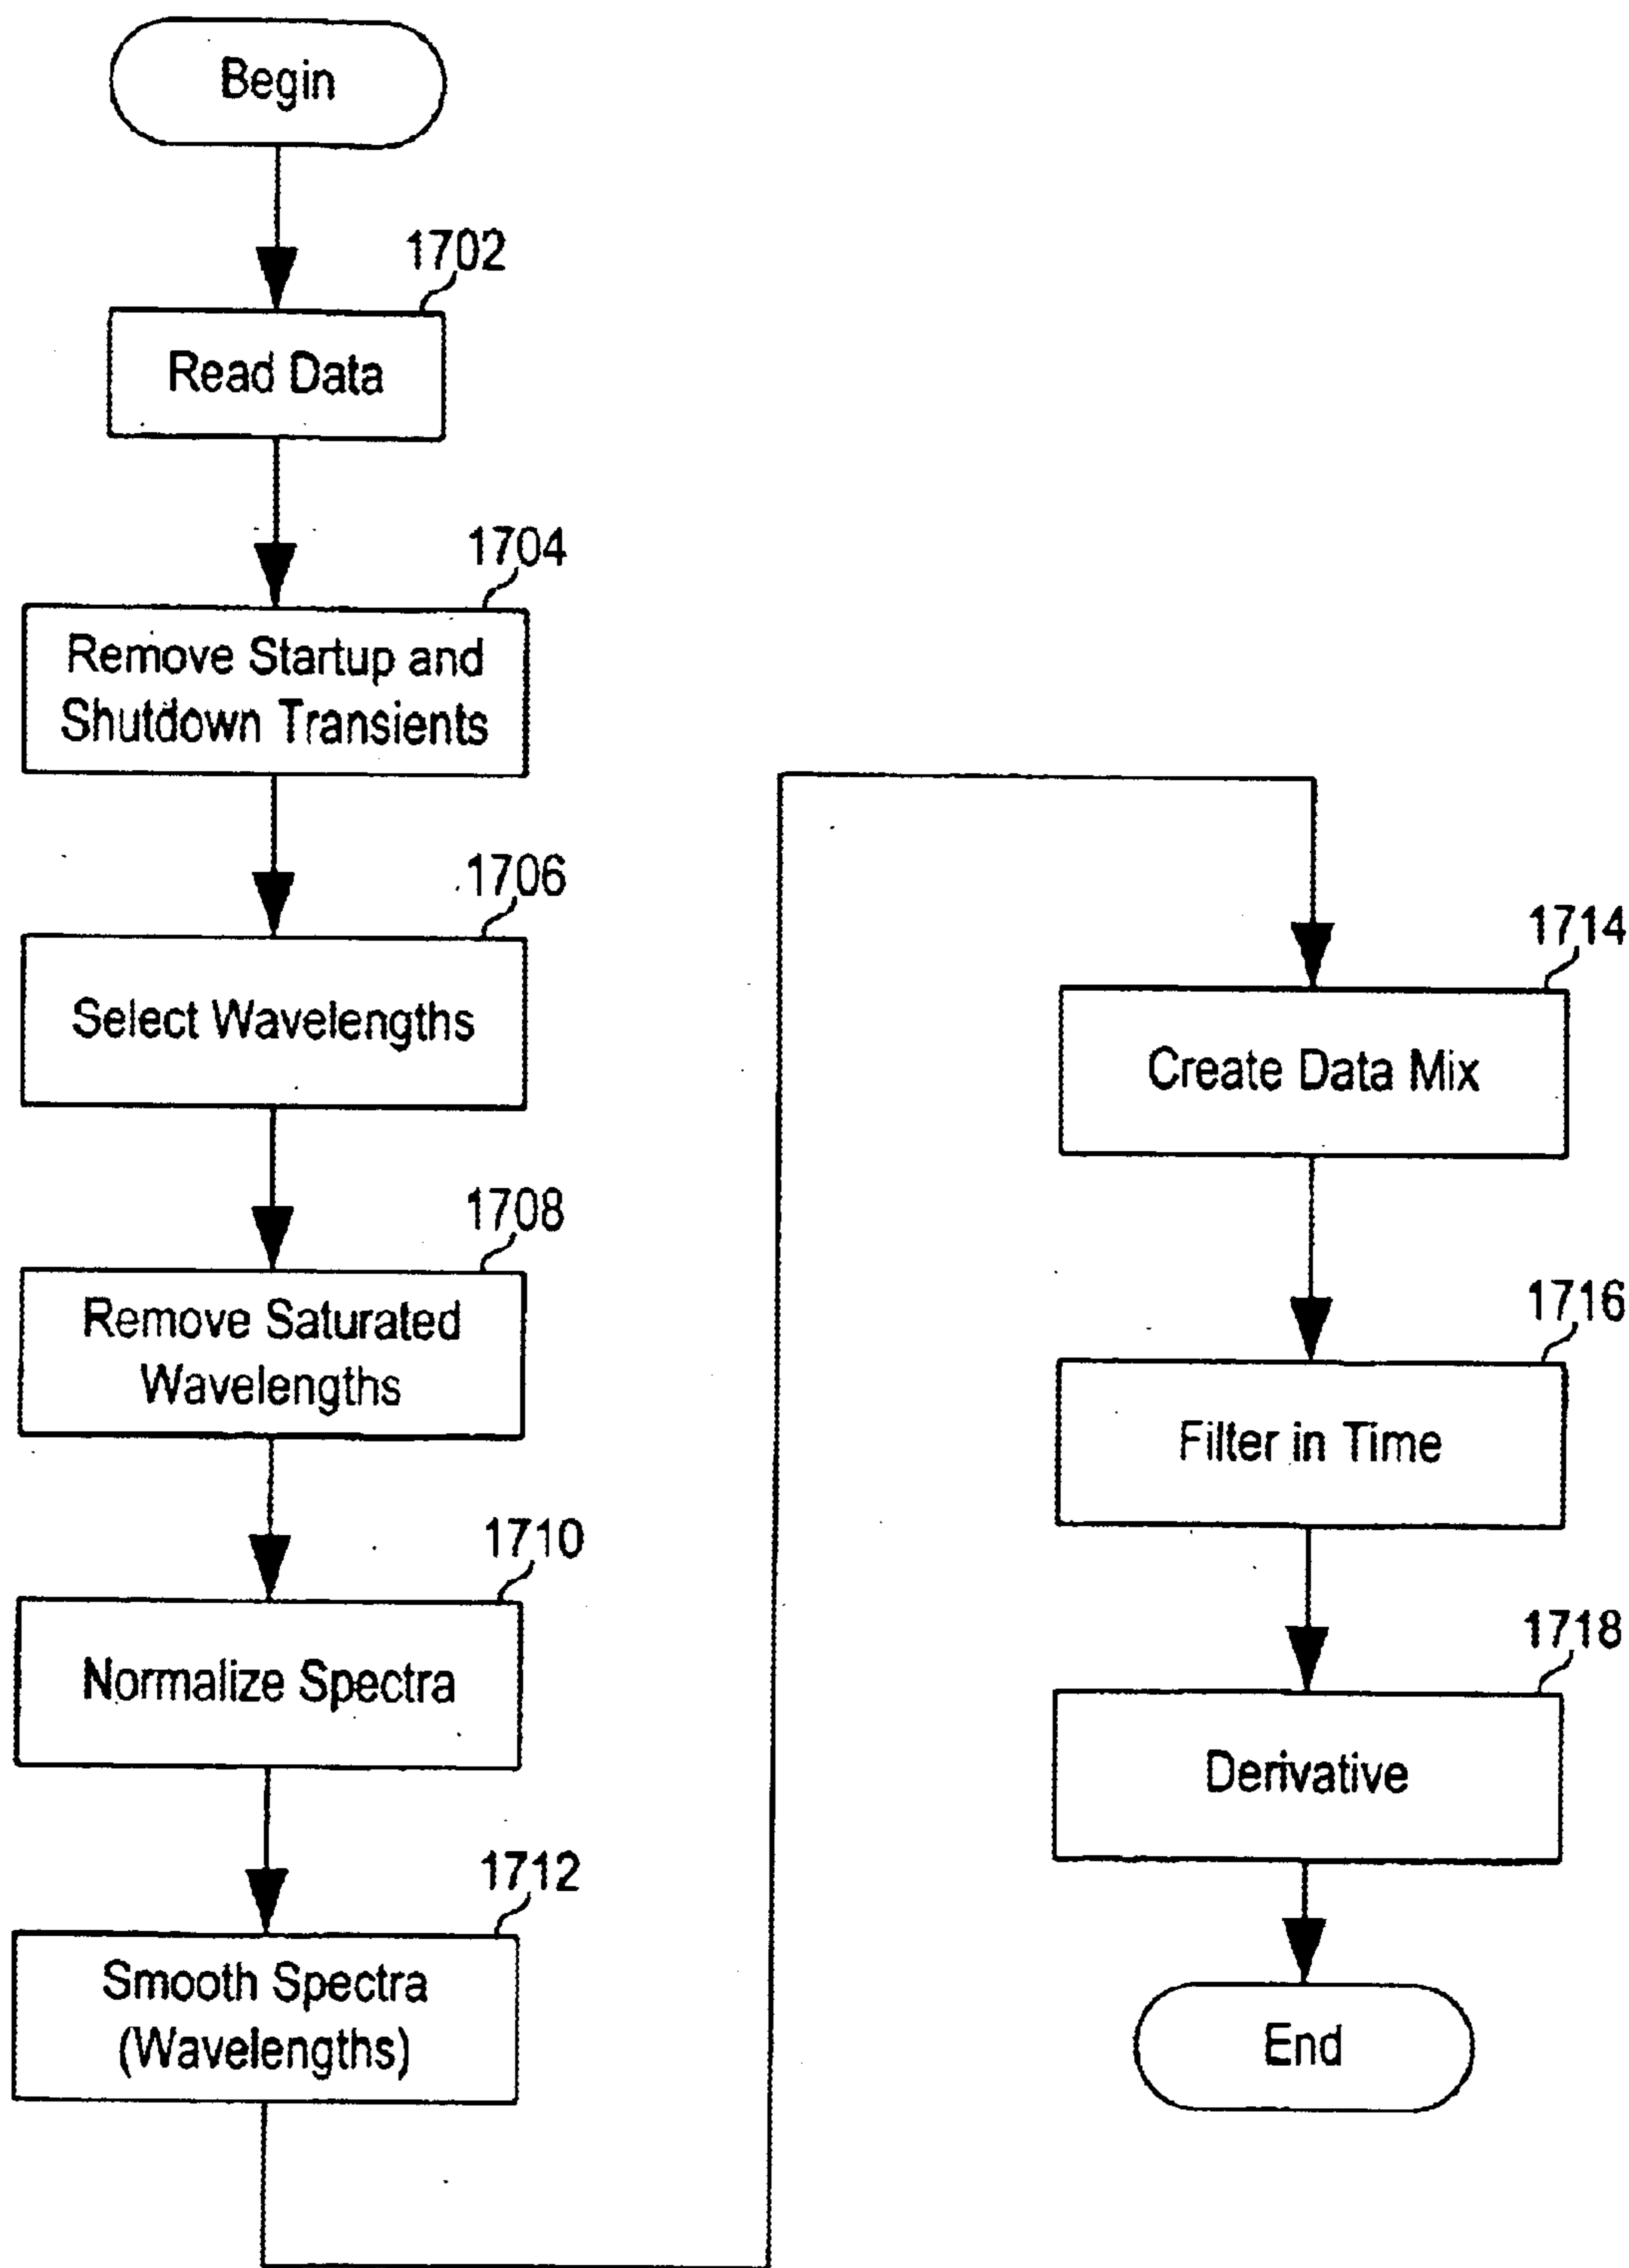 Begin
1702
Read Data
1704
Remove Startup and
Shutdown Transients
1706
Select Wavelengths
1708
Remove Saturated
Wavelengths
1710
Normalize Spectra
1712
Smooth Spectra
(Wavelengths)
1714
Create Data Mix
1716
Filter in Time
1718
Derivative
End